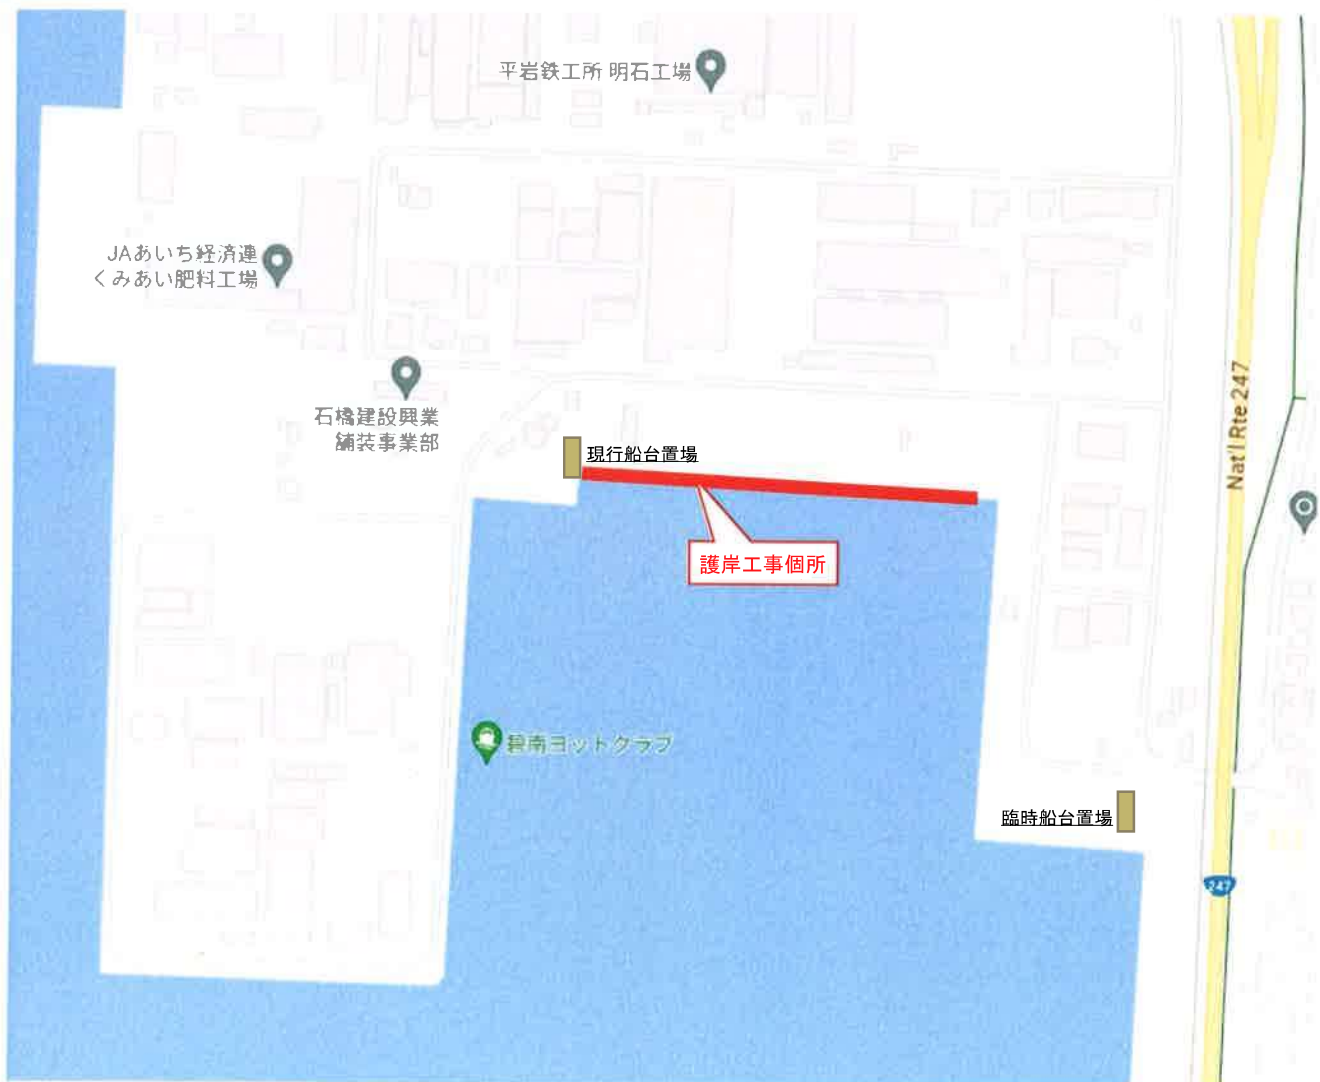 平岩鉄工所 明石工場
JAあいち経済連
くみあい肥料工場
石橋建設興業
舗装事業部
現行船台置場
護岸工事個所
Nat'l Rte 247
碧南ヨットクラブ
臨時船台置場
247